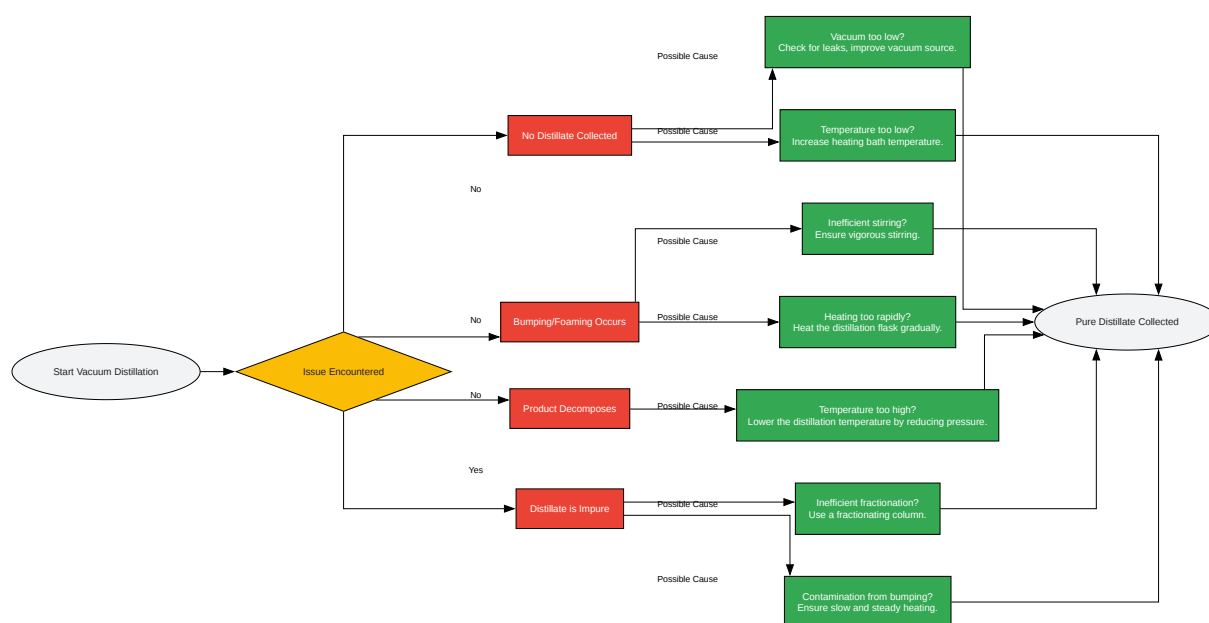 Vacuum too low?
Check for leaks, improve vacuum source.
Possible Cause
No Distillate Collected
Possible Cause
Temperature too low?
Increase heating bath temperature.
No
Inefficient stirring?
Ensure vigorous stirring.
Possible Cause
No
Bumping/Foaming Occurs
Possible Cause
Heating too rapidly?
Heat the distillation flask gradually.
Pure Distillate Collected
Start Vacuum Distillation
Issue Encountered
No
Product Decomposes
Possible Cause
Temperature too high?
Lower the distillation temperature by reducing pressure.
Yes
Distillate is Impure
Possible Cause
Inefficient fractionation?
Use a fractionating column.
Possible Cause
Contamination from bumping?
Ensure slow and steady heating.